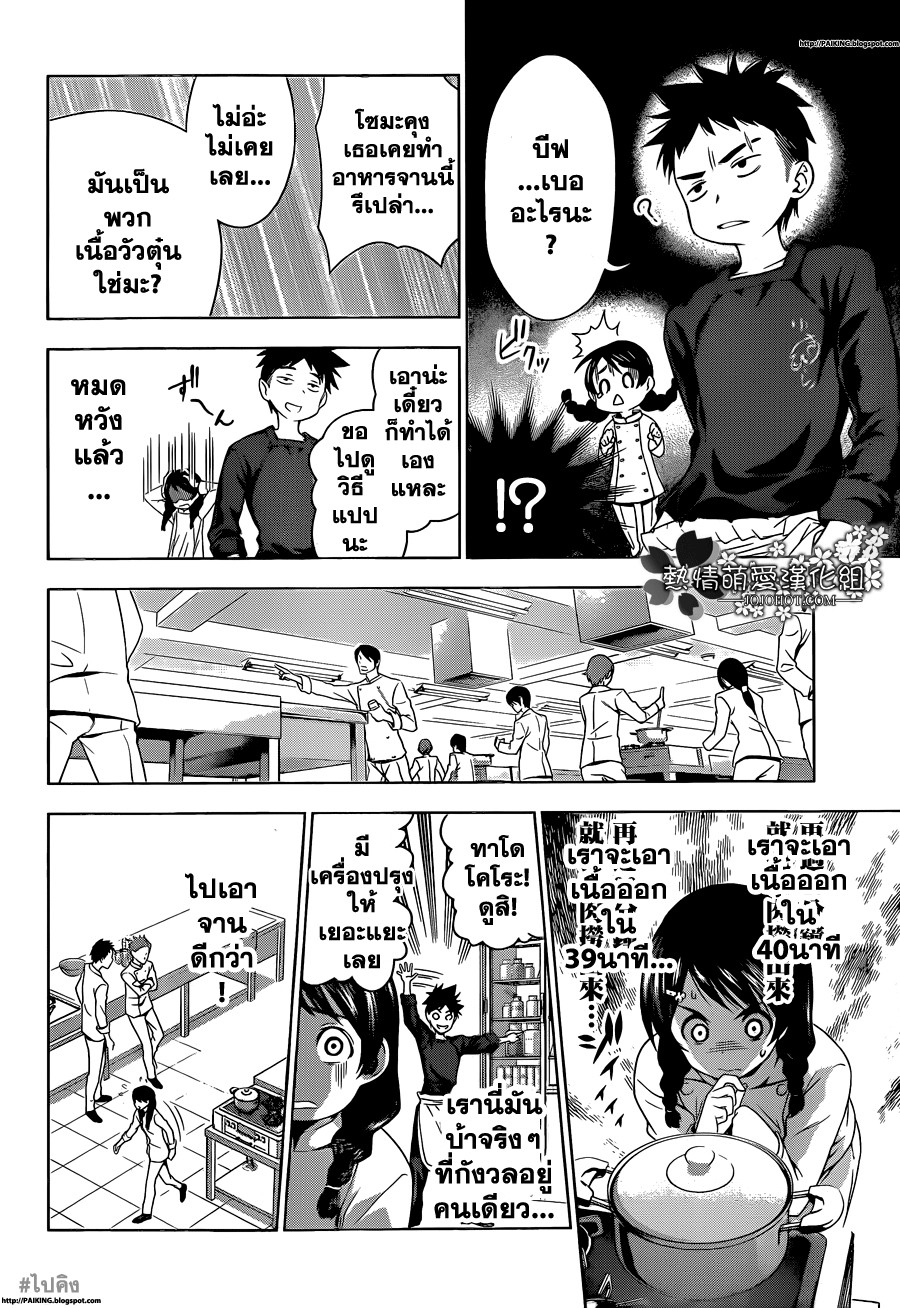 http://PAIKING.blogspot.com
บีฟ
...เบอ
อะไรนะ
?
!?
โซมะคุง
เธอเคยทำ
อาหารจานนี้
รึเปล่า...
ไม่อ่ะ
ไม่เคย
เลย...
มันเป็น
พวก
เนื้อวัวตุ๋น
ใช่มะ?
เอาน่ะ
เดี๋ยว
ก็ทำได้
เอง
แหละ
ขอ
ไปดู
วิธี
แปป
นะ
หมด
หวัง
แล้ว
...
熱情萌愛漢化組
JOJOHOT.COM
เราจะเอา
เนื้อออก
ใน
40นาที
เราจะเอา
เนื้อออก
ใน
39นาที...
ทาโด
โคโระ!
ดูสิ!
มี
เครื่องปรุง
ให้
เยอะแยะ
เลย
เรานี่มัน
บ้าจริงๆ
ที่กังวลอยู่
คนเดียว...
ไปเอา
จาน
ดีกว่า
!
#ไปคิง
http://PAIKING.blogspot.com